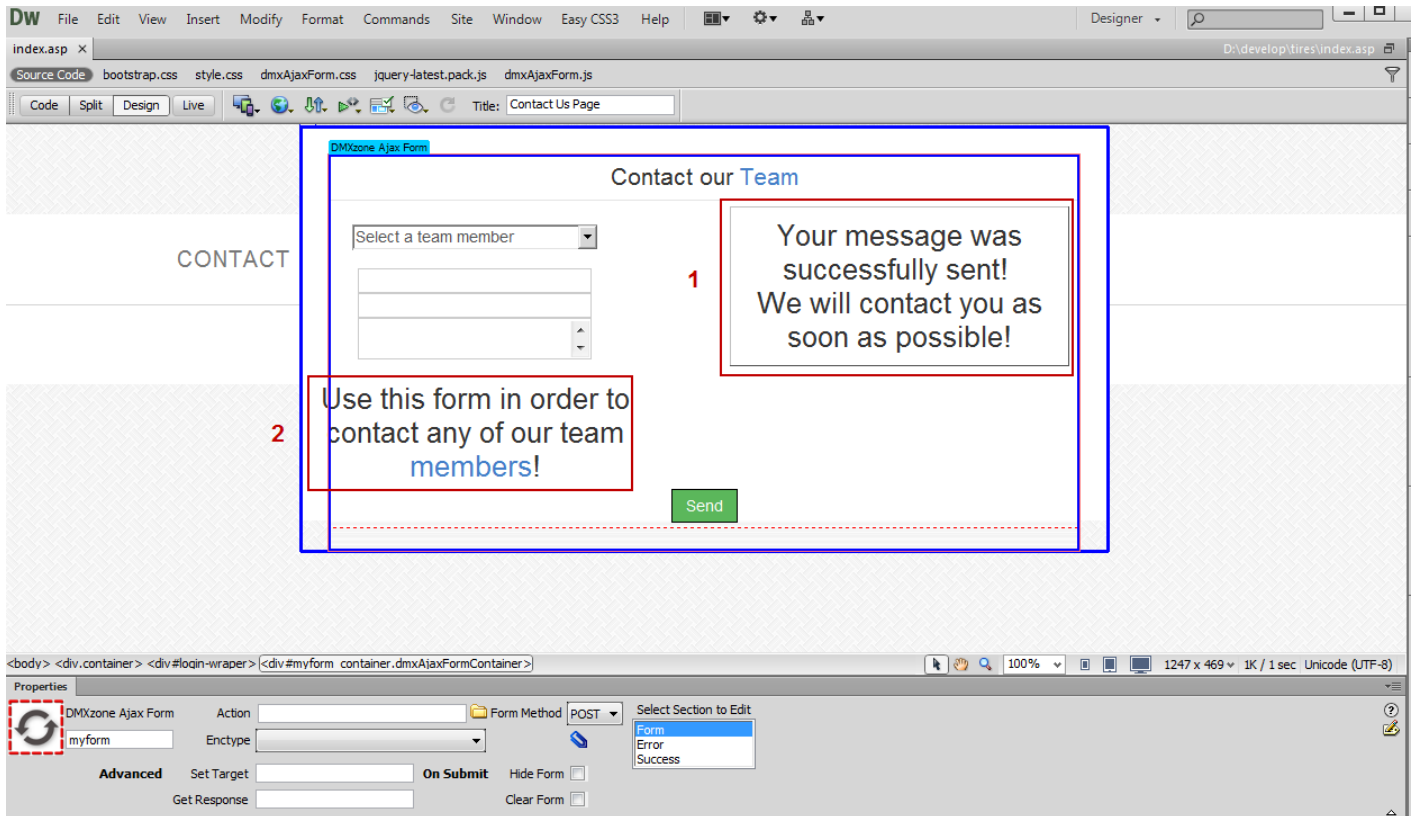 DW File Edit View Insert Modify Format Commands Site Window Easy CSS3 Help Designer
index.asp × D:\develop\tires\index.asp
Source Code bootstrap.css style.css dmxAjaxForm.css jquery-latest.pack.js dmxAjaxForm.js
Code Split Design Live Title: Contact Us Page
DMXzone Ajax Form
Contact our Team
CONTACT
Select a team member
1
Your message was
successfully sent!
We will contact you as
soon as possible!
2
Use this form in order to
contact any of our team
members!
Send
<body> <div.container> <div#login-wraper> <div#myform_container.dmxAjaxFormContainer> 100% 1247 x 469 1K / 1 sec Unicode (UTF-8)
Properties
DMXzone Ajax Form Action Form Method POST Select Section to Edit
myform Enctype
Form
Error
Success
Advanced Set Target On Submit Hide Form
Get Response Clear Form